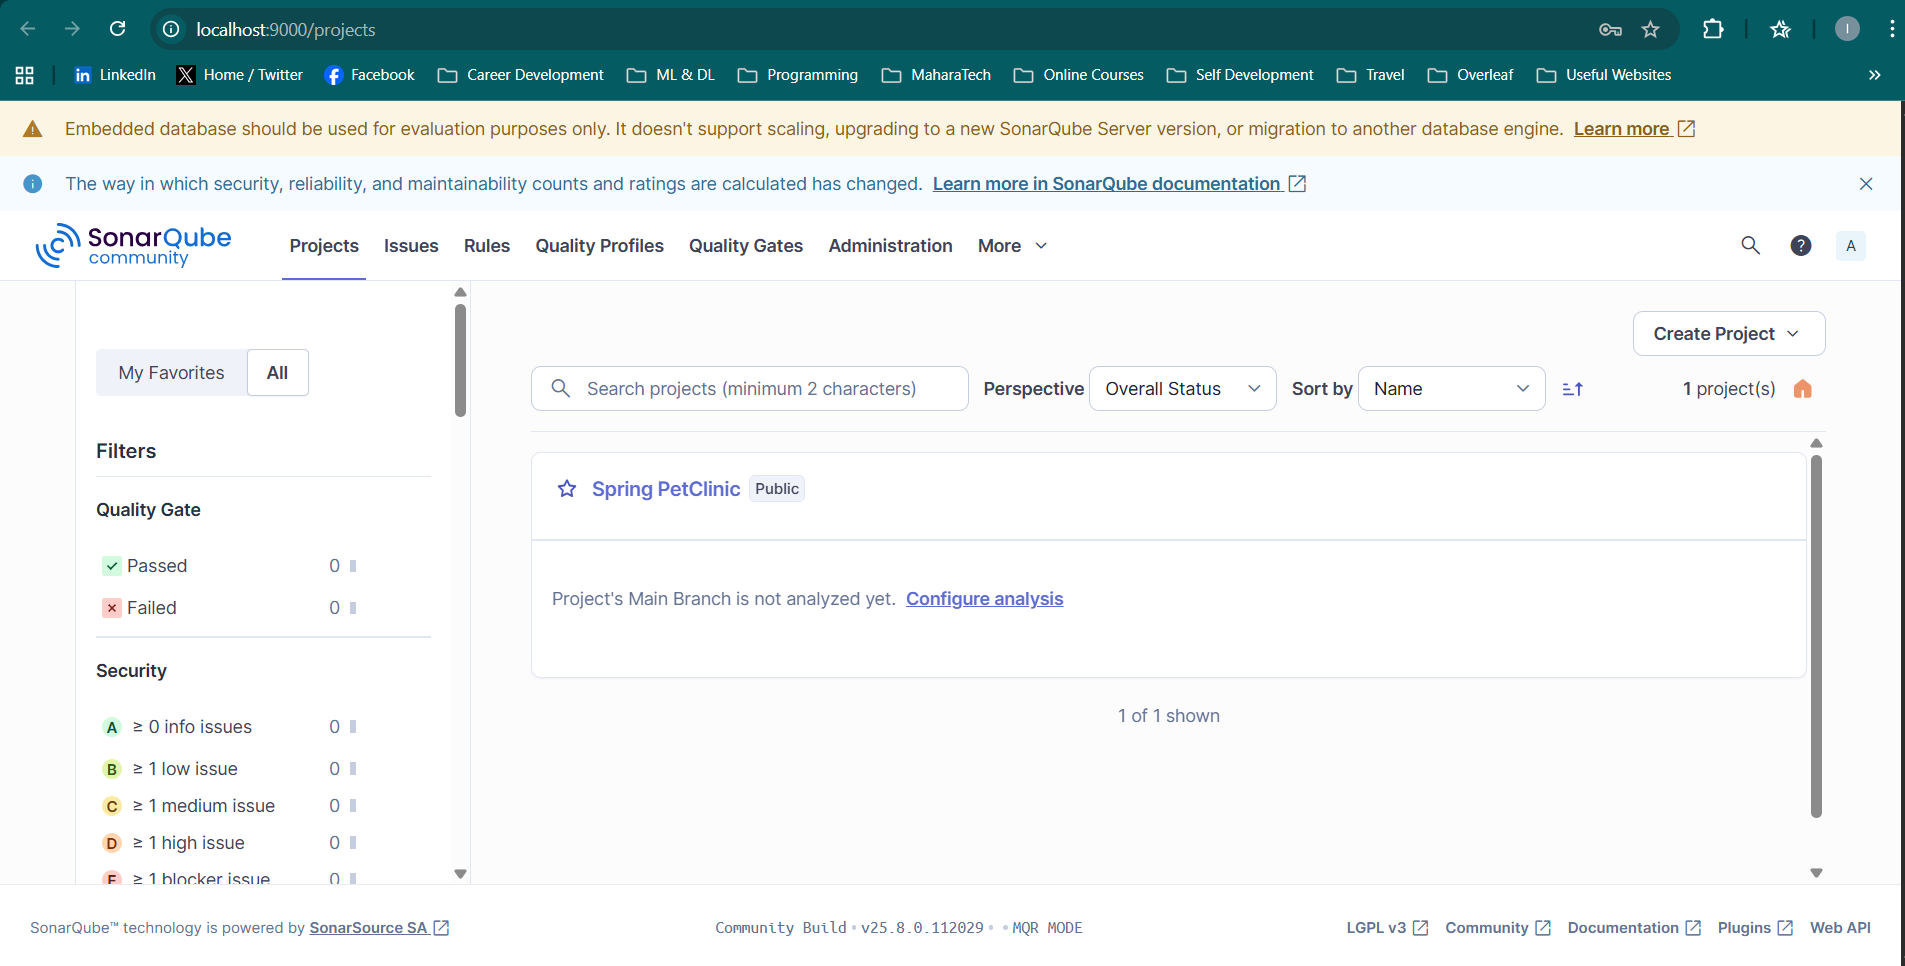 localhost:9000/projects
I
LinkedIn
Home / Twitter
Facebook
Career Development
ML & DL
Programming
MaharaTech
Online Courses
Self Development
Travel
Overleaf
Useful Websites
Embedded database should be used for evaluation purposes only. It doesn't support scaling, upgrading to a new SonarQube Server version, or migration to another database engine. Learn more
The way in which security, reliability, and maintainability counts and ratings are calculated has changed. Learn more in SonarQube documentation
SonarQube
community
Projects
Issues
Rules
Quality Profiles
Quality Gates
Administration
More
A
My Favorites
All
Filters
Quality Gate
Passed 0
Failed 0
Security
A ≥ 0 info issues 0
B ≥ 1 low issue 0
C ≥ 1 medium issue 0
D ≥ 1 high issue 0
E ≥ 1 blocker issue 0
Create Project
Search projects (minimum 2 characters)
Perspective
Overall Status
Sort by
Name
1 project(s)
Spring PetClinic
Public
Project's Main Branch is not analyzed yet. Configure analysis
1 of 1 shown
SonarQube™ technology is powered by SonarSource SA
Community Build • v25.8.0.112029 • • MQR MODE
LGPL v3
Community
Documentation
Plugins
Web API